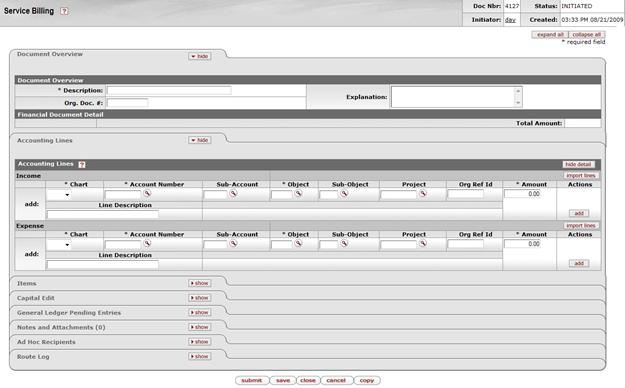 Service Billing
Doc Nbr: 4127 Status: INITIATED
Initiator: day Created: 03:33 PM 08/21/2009
expand all collapse all
* required field
Document Overview hide
Document Overview
* Description: Explanation:
Org. Doc. #:
Financial Document Detail
Total Amount:
Accounting Lines hide
Accounting Lines ? hide detail
Income import lines
* Chart * Account Number Sub-Account * Object Sub-Object Project Org Ref Id * Amount Actions
add: 0.00
Line Description
add
Expense import lines
* Chart * Account Number Sub-Account * Object Sub-Object Project Org Ref Id * Amount Actions
add: 0.00
Line Description
add
Items show
Capital Edit show
General Ledger Pending Entries show
Notes and Attachments (0) show
Ad Hoc Recipients show
Route Log show
submit save close cancel copy